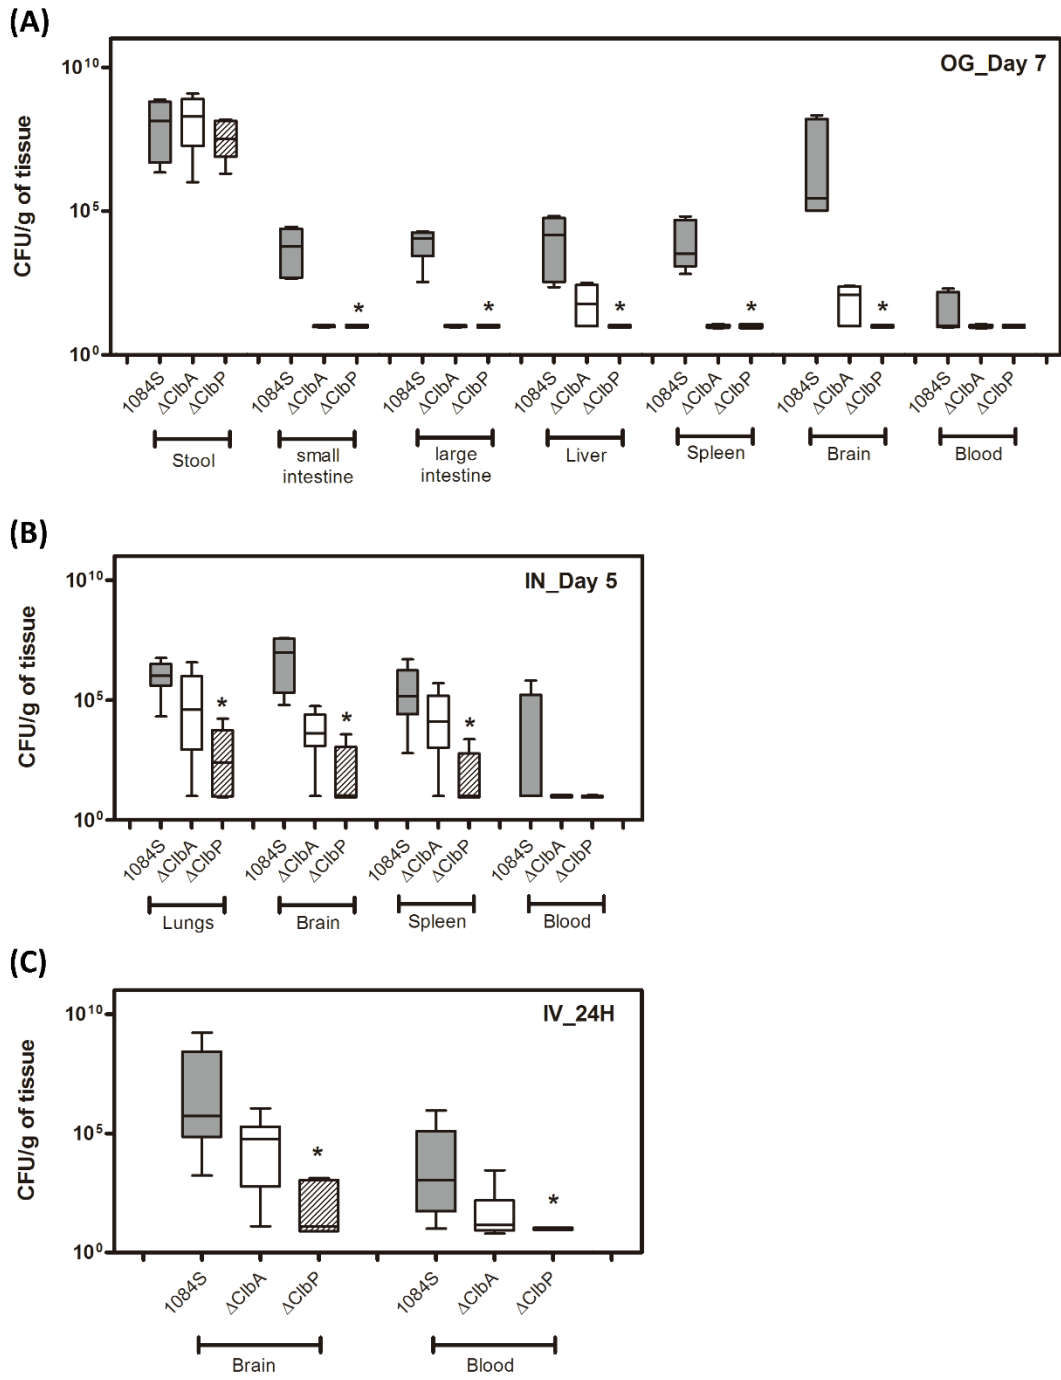 (A)
OG_Day 7
CFU/g of tissue
10¹⁰
10⁵
10⁰
* * * * *
1084S ΔClbA ΔClbP 1084S ΔClbA ΔClbP 1084S ΔClbA ΔClbP 1084S ΔClbA ΔClbP 1084S ΔClbA ΔClbP 1084S ΔClbA ΔClbP 1084S ΔClbA ΔClbP
Stool small intestine large intestine Liver Spleen Brain Blood
(B)
IN_Day 5
CFU/g of tissue
10¹⁰
10⁵
10⁰
* * *
1084S ΔClbA ΔClbP 1084S ΔClbA ΔClbP 1084S ΔClbA ΔClbP 1084S ΔClbA ΔClbP
Lungs Brain Spleen Blood
(C)
IV_24H
CFU/g of tissue
10¹⁰
10⁵
10⁰
* *
1084S ΔClbA ΔClbP 1084S ΔClbA ΔClbP
Brain Blood